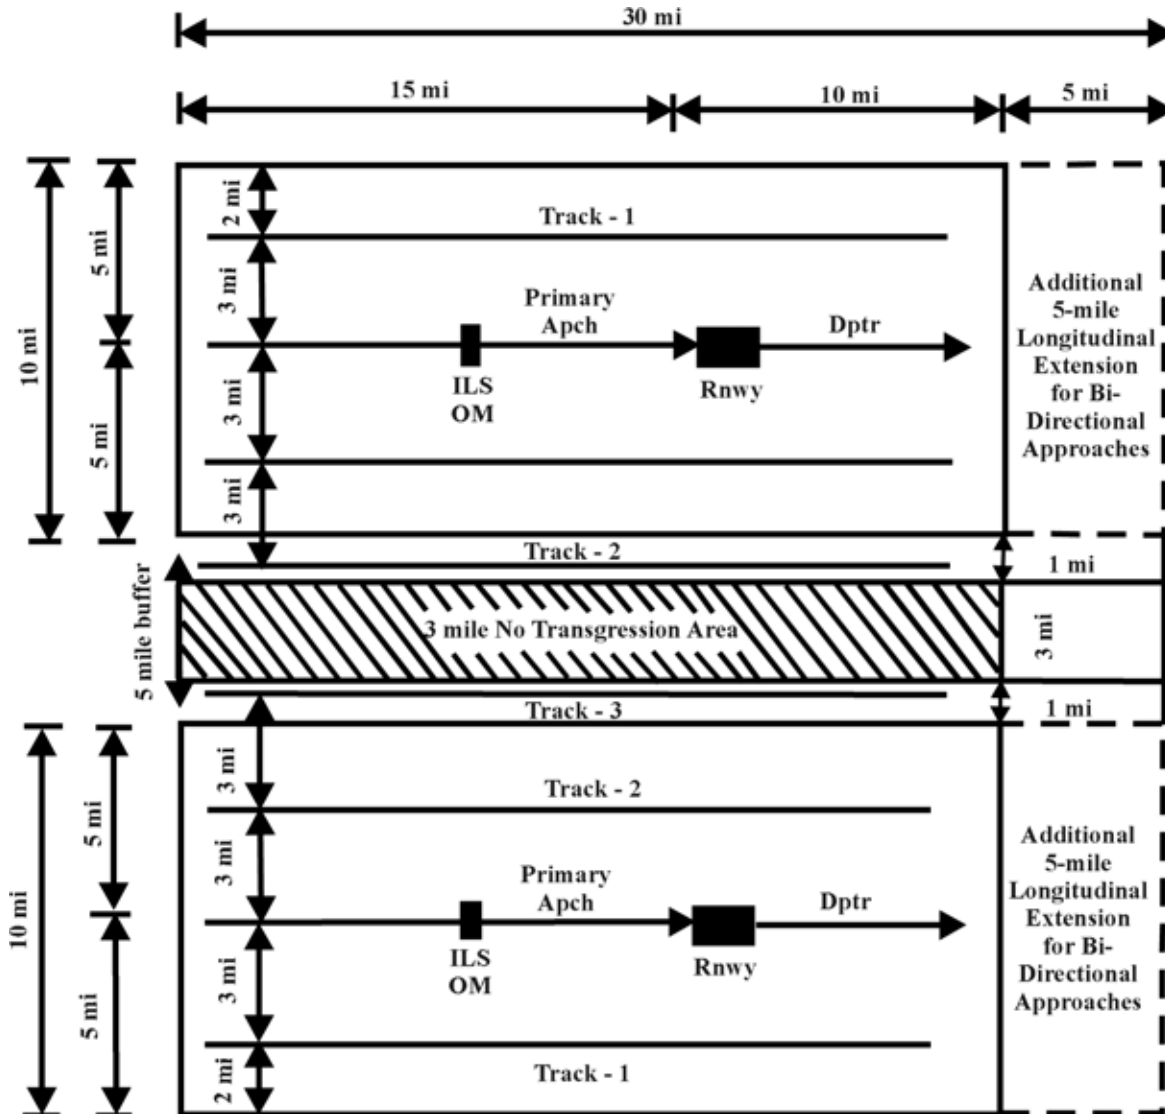 30 mi
15 mi
10 mi
5 mi
2 mi
Track - 1
5 mi
3 mi
Primary
Apch
Dptr
10 mi
ILS
OM
Rnwy
3 mi
5 mi
3 mi
Additional
5-mile
Longitudinal
Extension
for Bi-
Directional
Approaches
Track - 2
1 mi
5 mile buffer
3 mile No Transgression Area
3 mi
Track - 3
1 mi
3 mi
Track - 2
5 mi
3 mi
Primary
Apch
Dptr
10 mi
ILS
OM
Rnwy
3 mi
5 mi
Additional
5-mile
Longitudinal
Extension
for Bi-
Directional
Approaches
2 mi
Track - 1